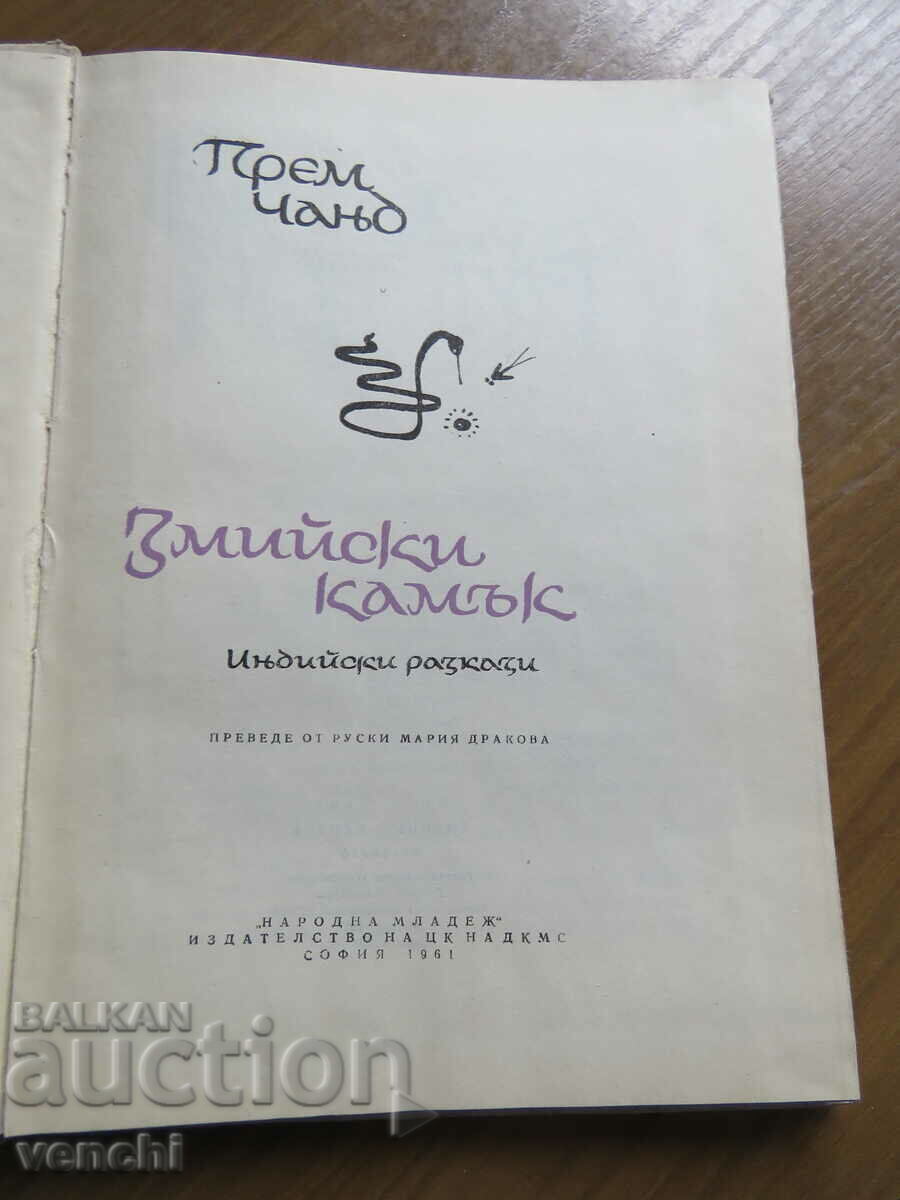 Прем
Чанд
Змийски
камък
Индийски разкази
ПРЕВЕДЕ ОТ РУСКИ МАРИЯ ДРАКОВА
„НАРОДНА МЛАДЕЖ“
ИЗДАТЕЛСТВО НА ЦК НА ДКМС
СОФИЯ 1961
BALKAN
auction
venchi